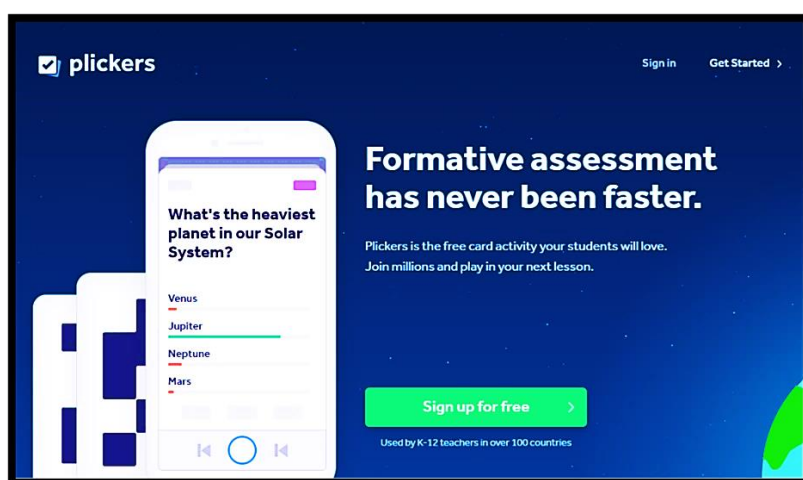 plickers
Sign in
Get Started >
What's the heaviest
planet in our Solar
System?
Venus
Jupiter
Neptune
Mars
Formative assessment
has never been faster.
Plickers is the free card activity your students will love.
Join millions and play in your next lesson.
Sign up for free >
Used by K-12 teachers in over 100 countries